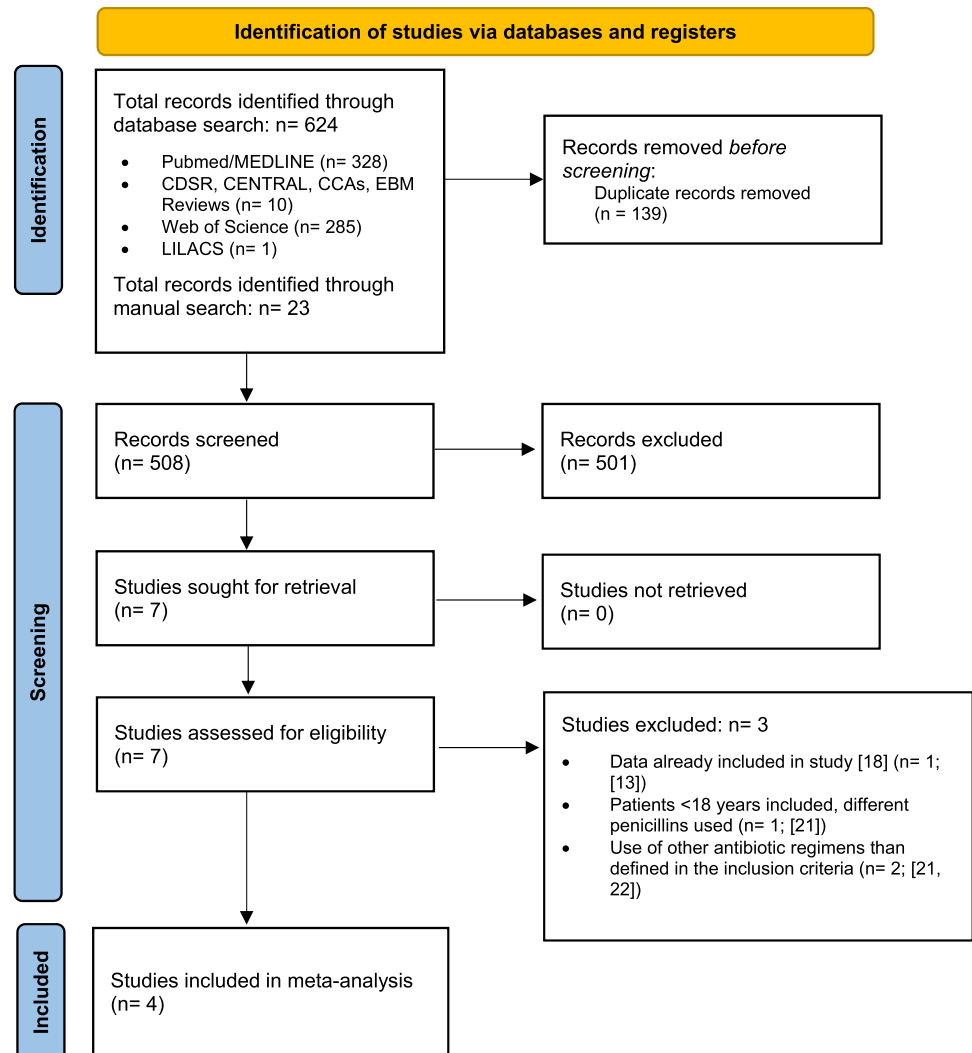 Identification of studies via databases and registers
Identification
Total records identified through
database search: n= 624
• Pubmed/MEDLINE (n= 328)
• CDSR, CENTRAL, CCAs, EBM
Reviews (n= 10)
• Web of Science (n= 285)
• LILACS (n= 1)
Total records identified through
manual search: n= 23
Records removed before
screening:
Duplicate records removed
(n = 139)
Screening
Records screened
(n= 508)
Records excluded
(n= 501)
Studies sought for retrieval
(n= 7)
Studies not retrieved
(n= 0)
Studies assessed for eligibility
(n= 7)
Studies excluded: n= 3
• Data already included in study [18] (n= 1;
[13])
• Patients <18 years included, different
penicillins used (n= 1; [21])
• Use of other antibiotic regimens than
defined in the inclusion criteria (n= 2; [21,
22])
Included
Studies included in meta-analysis
(n= 4)